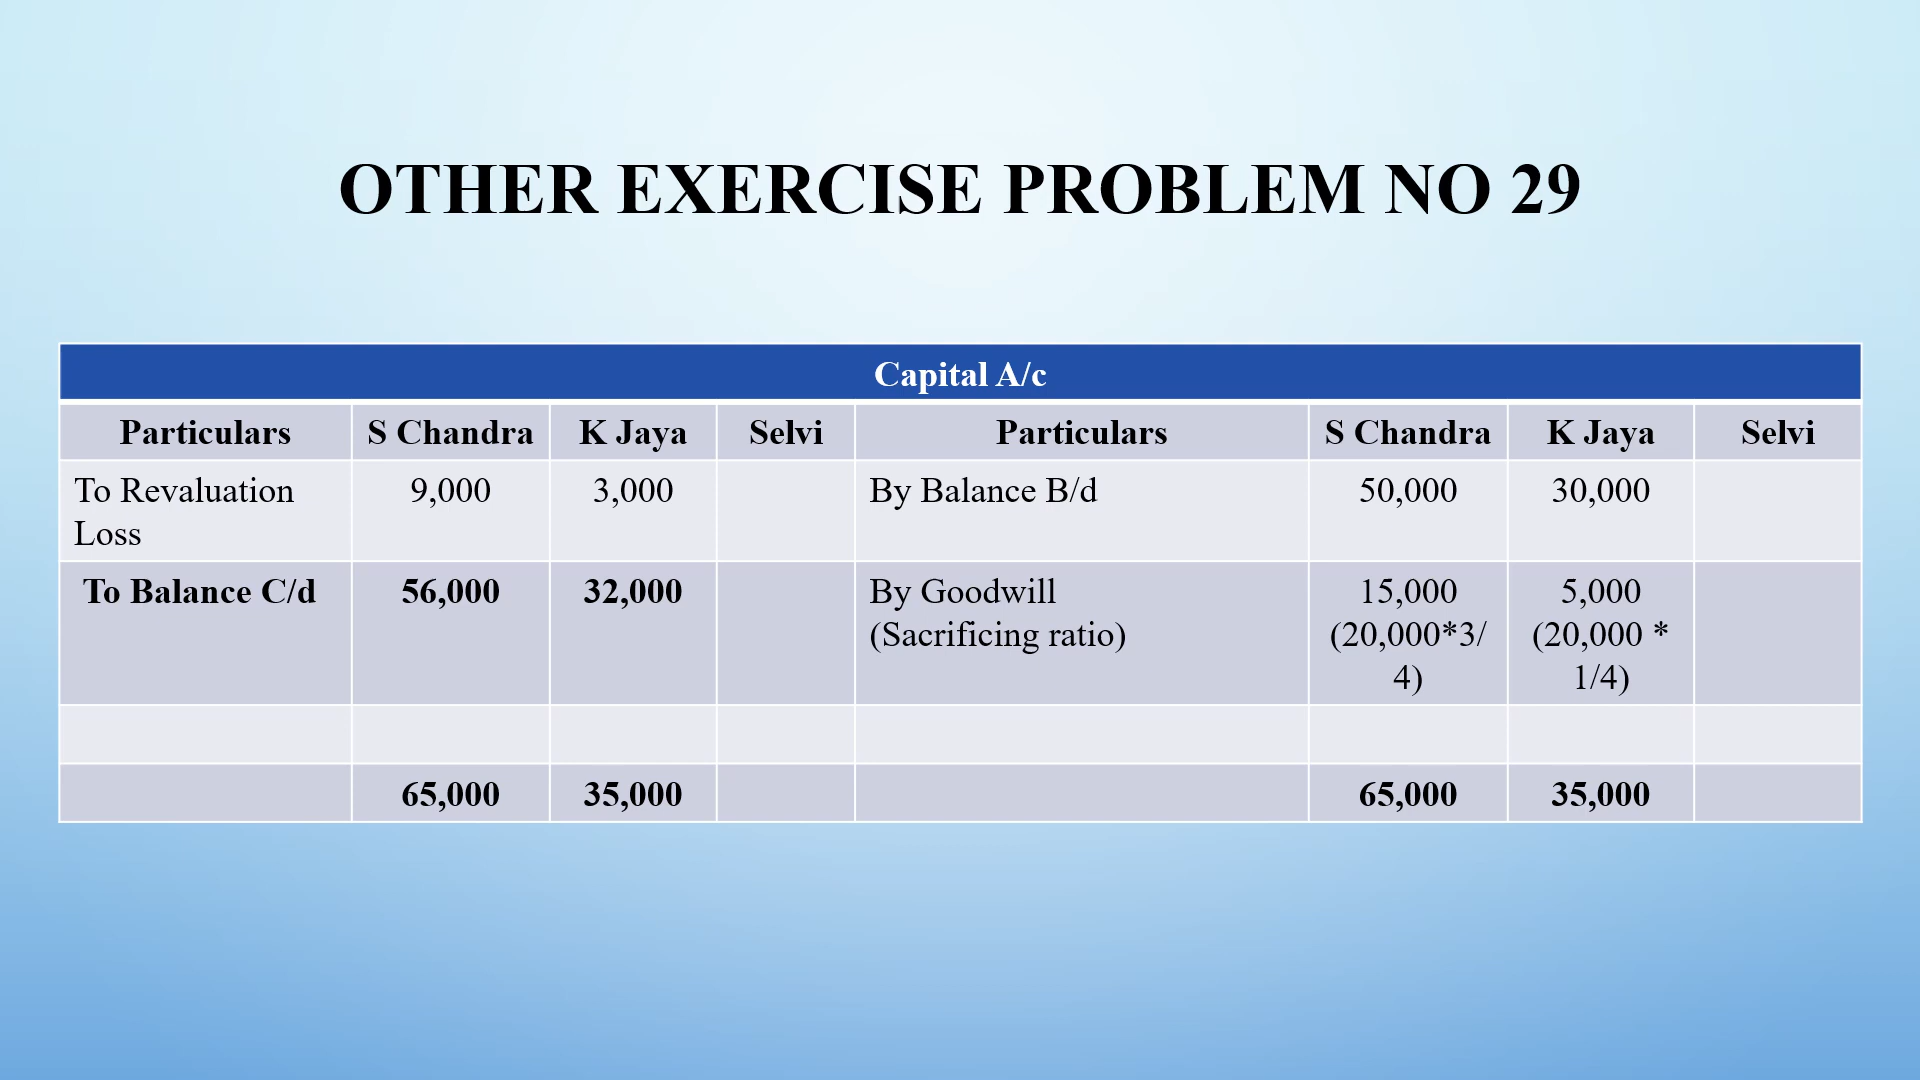 OTHER EXERCISE PROBLEM NO 29
Capital A/c
Particulars S Chandra K Jaya Selvi Particulars S Chandra K Jaya Selvi
To Revaluation 9,000 3,000 By Balance B/d 50,000 30,000
Loss
To Balance C/d 56,000 32,000 By Goodwill 15,000 5,000
(Sacrificing ratio) (20,000*3/ (20,000 *
4) 1/4)
65,000 35,000 65,000 35,000